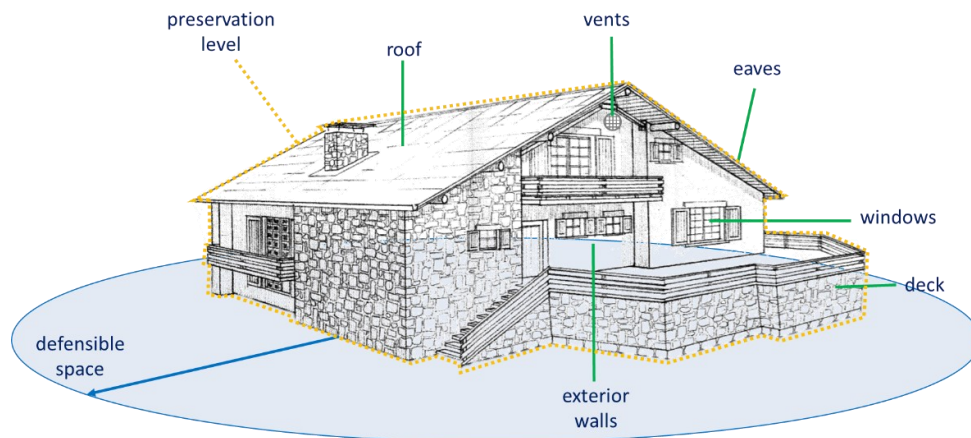 preservation
level
roof
vents
eaves
windows
deck
defensible
space
exterior
walls